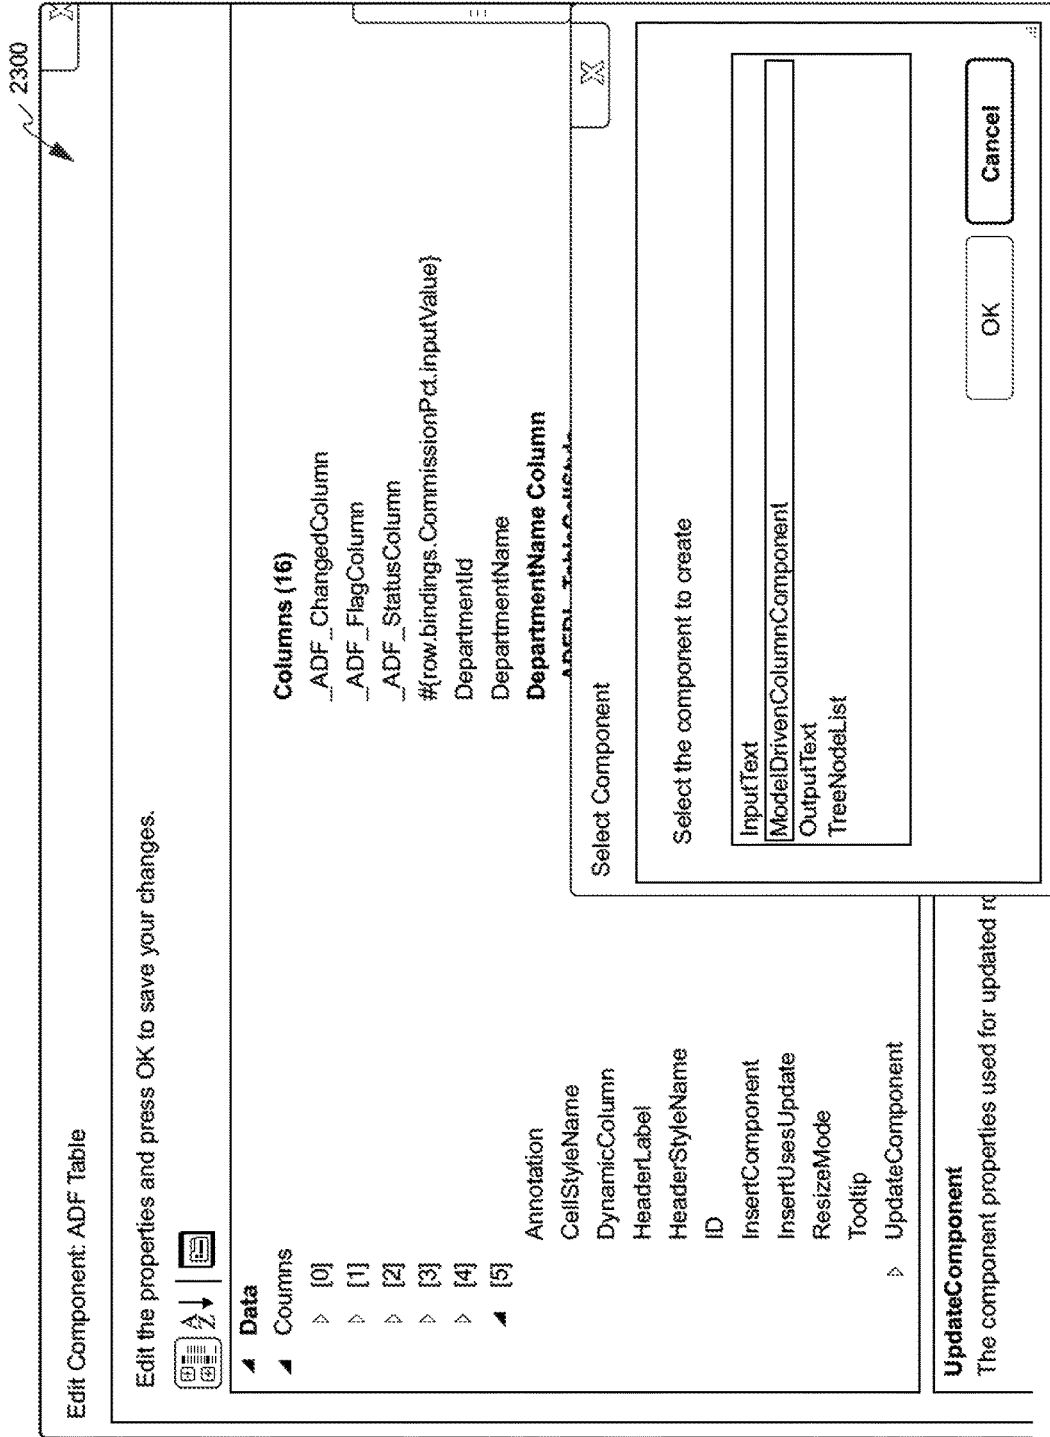 2300
Edit Component: ADF Table
X
Edit the properties and press OK to save your changes.
Data
Coumns Columns (16)
[0] _ADF_ChangedColumn
[1] _ADF_FlagColumn
[2] _ADF_StatusColumn
[3] #{row.bindings.CommissionPct.inputValue}
[4] DepartmentId
[5] DepartmentName
Annotation DepartmentName Column
CellStyleName
DynamicColumn
HeaderLabel
HeaderStyleName
ID
InsertComponent
InsertUsesUpdate
ResizeMode
Tooltip
UpdateComponent
UpdateComponent
The component properties used for updated ro
Select Component
X
Select the component to create
InputText
ModelDrivenColumnComponent
OutputText
TreeNodeList
OK Cancel